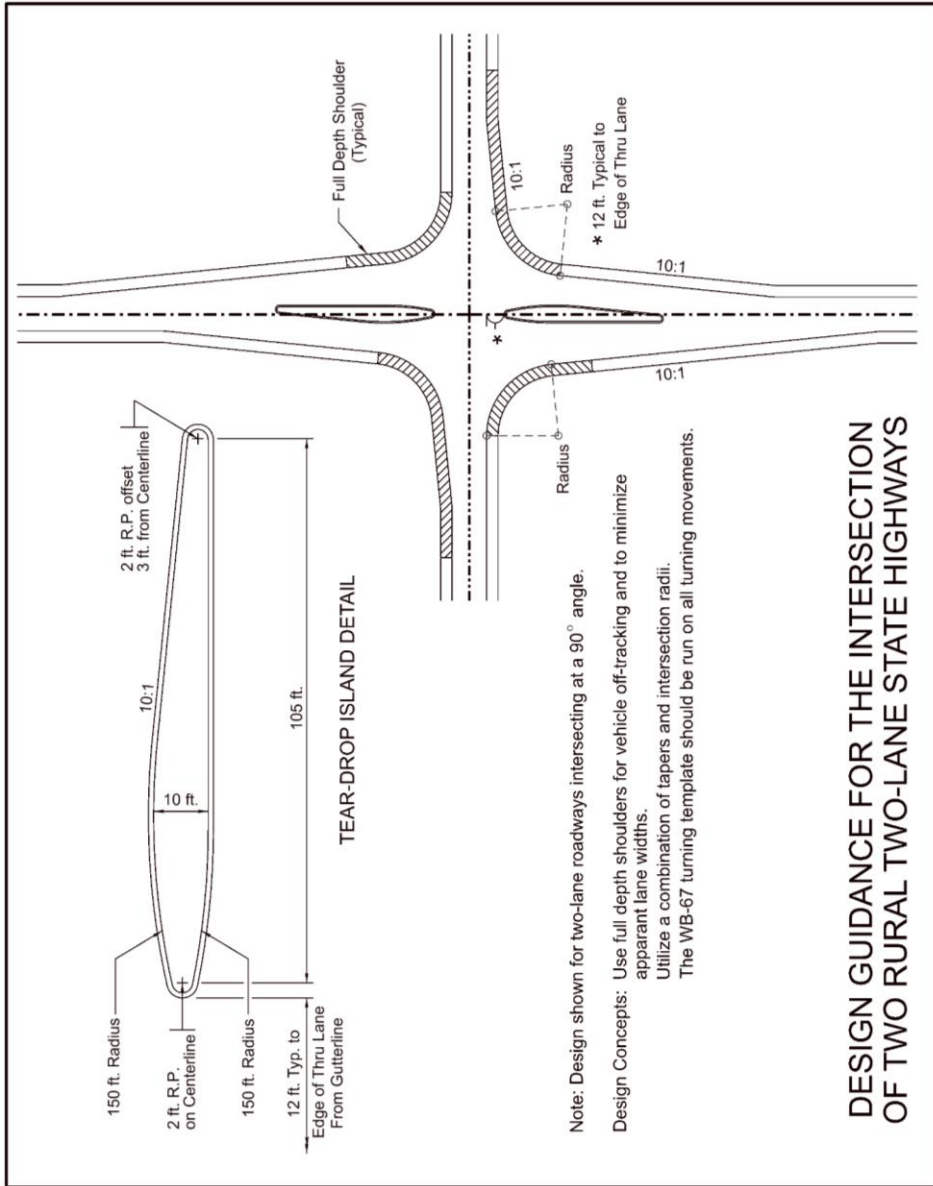 150 ft. Radius
2 ft. R.P.
on Centerline
150 ft. Radius
12 ft. Typ. to
Edge of Thru Lane
From Gutterline
10:1
10 ft.
105 ft.
2 ft. R.P. offset
3 ft. from Centerline
TEAR-DROP ISLAND DETAIL
Full Depth Shoulder
(Typical)
10:1
Radius
* 12 ft. Typical to
Edge of Thru Lane
10:1
*
10:1
Radius
Note: Design shown for two-lane roadways intersecting at a 90° angle.
Design Concepts: Use full depth shoulders for vehicle off-tracking and to minimize
apparant lane widths.
Utilize a combination of tapers and intersection radii.
The WB-67 turning template should be run on all turning movements.
DESIGN GUIDANCE FOR THE INTERSECTION
OF TWO RURAL TWO-LANE STATE HIGHWAYS